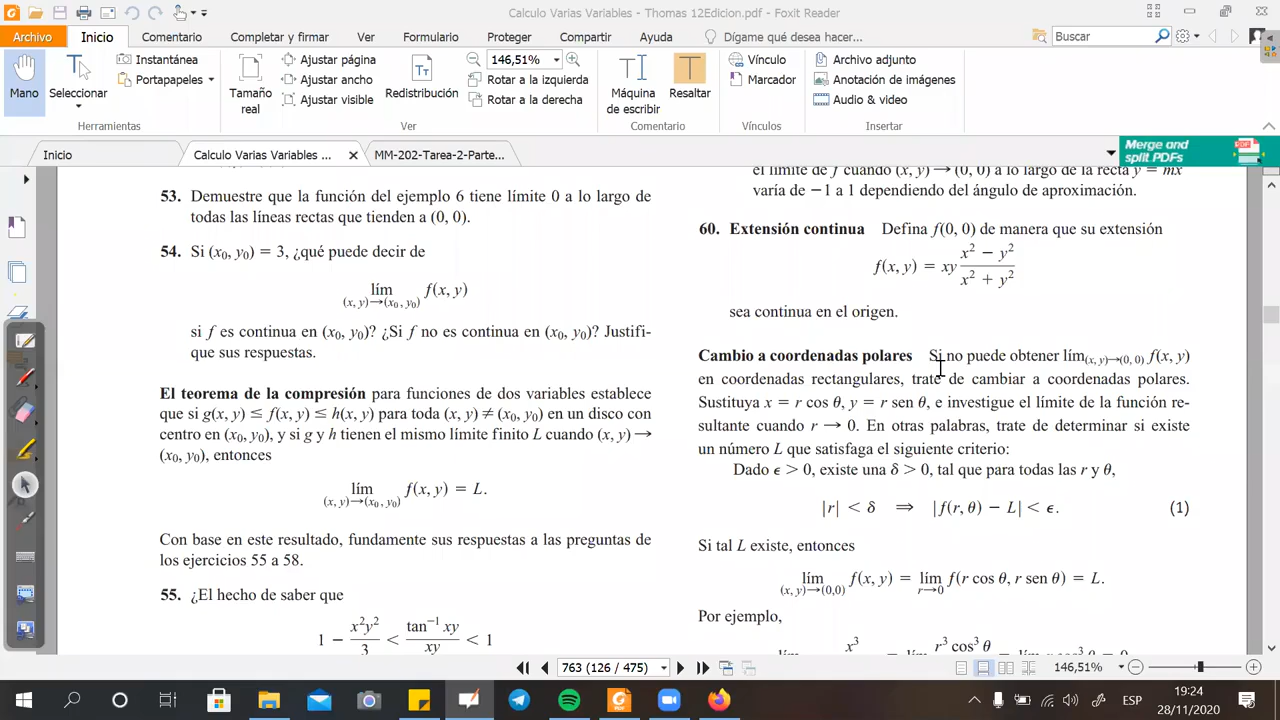 Calculo Varias Variables - Thomas 12Edicion.pdf - Foxit Reader
Archivo
Inicio
Comentario
Completar y firmar
Ver
Formulario
Proteger
Compartir
Ayuda
Dígame qué desea hacer...
Buscar
Mano
Seleccionar
Instantánea
Portapapeles
Tamaño real
Ajustar página
Ajustar ancho
Ajustar visible
Redistribución
146,51%
Rotar a la izquierda
Rotar a la derecha
Máquina de escribir
Resaltar
Vínculo
Marcador
Archivo adjunto
Anotación de imágenes
Audio & video
Herramientas
Ver
Comentario
Vínculos
Insertar
Inicio
Calculo Varias Variables ...
MM-202-Tarea-2-Parte...
Merge and
split PDFs
53. Demuestre que la función del ejemplo 6 tiene límite 0 a lo largo de
todas las líneas rectas que tienden a (0, 0).
54. Si (x₀, y₀) = 3, ¿qué puede decir de
lím f(x, y)
(x, y)→(x₀, y₀)
si f es continua en (x₀, y₀)? ¿Si f no es continua en (x₀, y₀)? Justifi-
que sus respuestas.
El teorema de la compresión para funciones de dos variables establece
que si g(x, y) ≤ f(x, y) ≤ h(x, y) para toda (x, y) ≠ (x₀, y₀) en un disco con
centro en (x₀, y₀), y si g y h tienen el mismo límite finito L cuando (x, y) →
(x₀, y₀), entonces
lím f(x, y) = L.
(x, y)→(x₀, y₀)
Con base en este resultado, fundamente sus respuestas a las preguntas de
los ejercicios 55 a 58.
55. ¿El hecho de saber que
1 − x²y²/3 < tan⁻¹ xy/xy < 1
el límite de f cuando (x, y) → (0, 0) a lo largo de la recta y = mx
varía de −1 a 1 dependiendo del ángulo de aproximación.
60. Extensión continua Defina f(0, 0) de manera que su extensión
f(x, y) = xy (x² − y²)/(x² + y²)
sea continua en el origen.
Cambio a coordenadas polares Si no puede obtener lím(x, y)→(0, 0) f(x, y)
en coordenadas rectangulares, trate de cambiar a coordenadas polares.
Sustituya x = r cos θ, y = r sen θ, e investigue el límite de la función re-
sultante cuando r → 0. En otras palabras, trate de determinar si existe
un número L que satisfaga el siguiente criterio:
Dado ϵ > 0, existe una δ > 0, tal que para todas las r y θ,
|r| < δ ⇒ |f(r, θ) − L| < ϵ. (1)
Si tal L existe, entonces
lím f(x, y) = lím f(r cos θ, r sen θ) = L.
(x, y)→(0,0) r→0
Por ejemplo,
x³ r³ cos³ θ
763 (126 / 475)
146,51%
ESP
19:24
28/11/2020